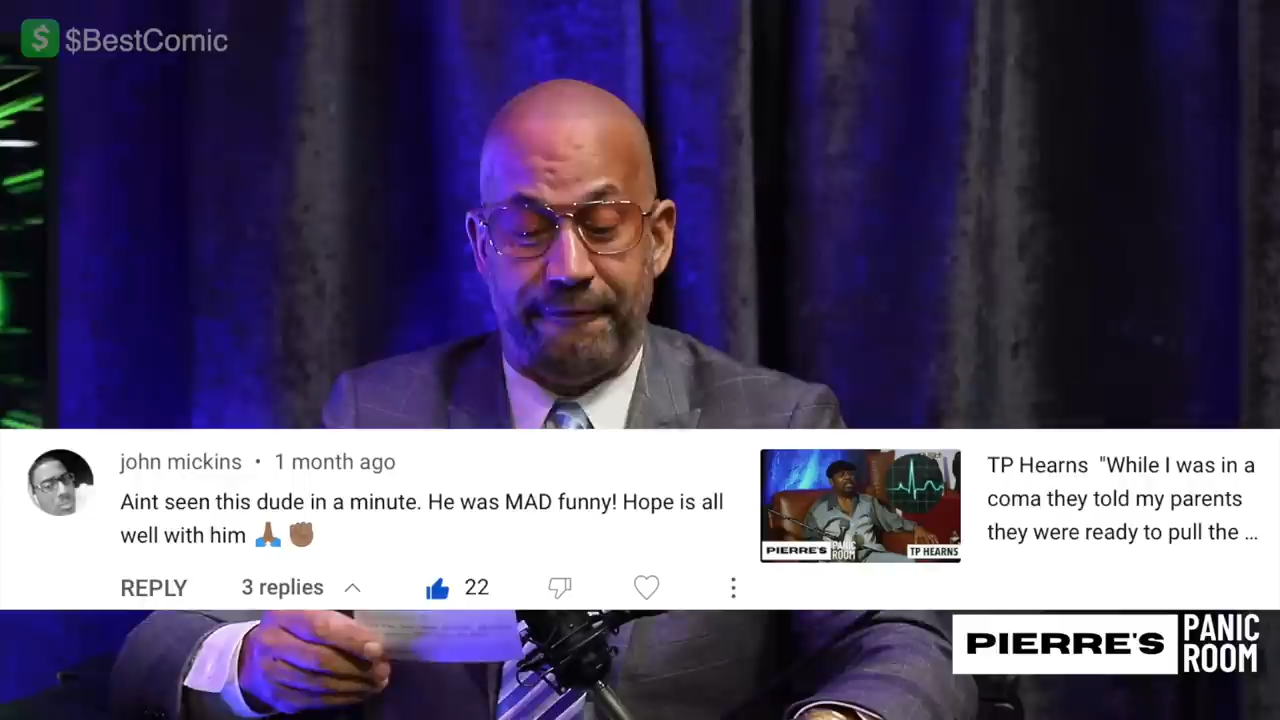 $ $BestComic
john mickins • 1 month ago
Aint seen this dude in a minute. He was MAD funny! Hope is all
well with him 🙏🏾 ✊🏾
REPLY 3 replies 22
PIERRE'S PANIC ROOM TP HEARNS
TP Hearns "While I was in a
coma they told my parents
they were ready to pull the ...
PIERRE'S PANIC
ROOM